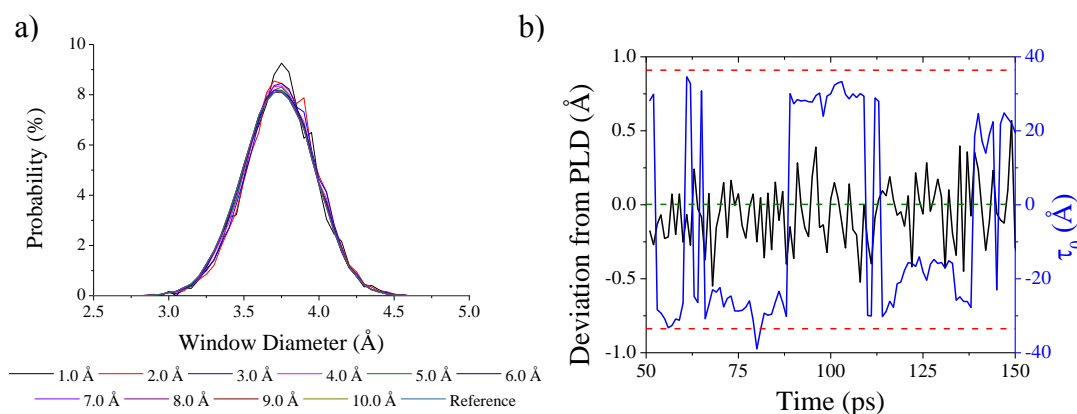 a)
10
8
6
4
2
0
Probability (%)
2.5 3.0 3.5 4.0 4.5 5.0
Window Diameter (Å)
1.0 Å 2.0 Å 3.0 Å 4.0 Å 5.0 Å 6.0 Å
7.0 Å 8.0 Å 9.0 Å 10.0 Å Reference
b)
1.0
0.5
0.0
-0.5
-1.0
Deviation from PLD (Å)
40
20
0
-20
-40
τ₀ (Å)
50 75 100 125 150
Time (ps)